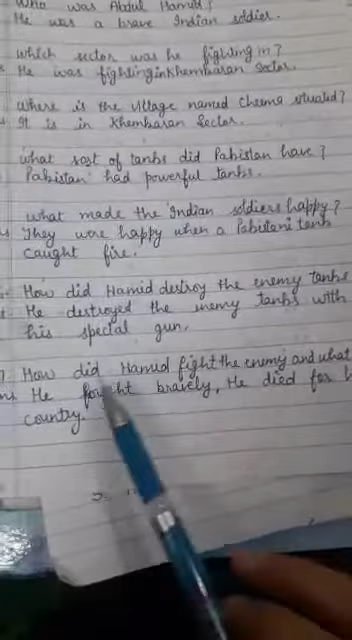 Who was Abdul Hamid?
He was a brave Indian soldier.
which sector was he fighting in?
He was fightinginkhembaran Sector.
where is the village named Cheema situated?
It is in Khembaran Sector.
what sort of tanks did Pakistan have?
Pakistan had powerful tanks.
what made the Indian soldiers happy?
They were happy when a Pakistani tank
caught fire.
How did Hamid destroy the enemy tanks
He destroyed the enemy tanks with
his special gun.
How did Hamid fight the enemy and what
He fought bravely, He died for
country.